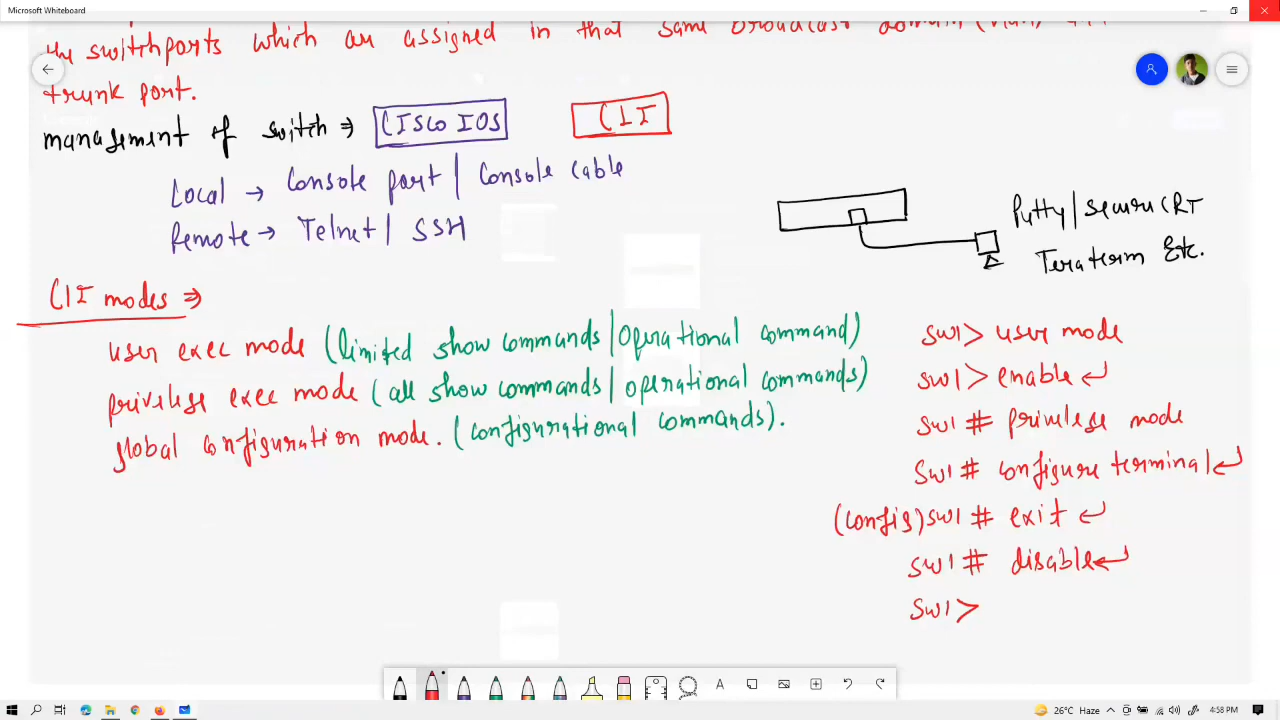 Microsoft Whiteboard
the switchports which are assigned in that same broadcast domain (vlan)
trunk port.
management of switch ⇒ CISCO IOS CLI
Local → Console port | Console cable
Remote → Telnet | SSH
Putty | SecureCRT
Teraterm Etc.
CLI modes ⇒
user exec mode (limited show commands | Operational command)
privilege exec mode (all show commands | operational commands)
global configuration mode. (configurational commands).
sw1> user mode
sw1> enable ↵
sw1 # privilege mode
sw1 # configure terminal ↵
(config)sw1 # exit ↵
sw1 # disable ↵
sw1>
26°C Haze 4:58 PM